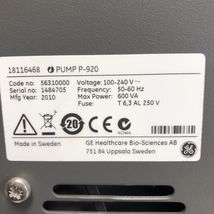 18116468 PUMP P-920
Code no: 56310000 Voltage: 100-240 V~
Serial no: 1484705 Frequency: 50-60 Hz
Mfg Year: 2010 Max power: 600 VA
Fuse: T 6,3 AL 250 V
20
N12404
Made in Sweden
GE Healthcare Bio-Sciences AB
751 84 Uppsala Sweden